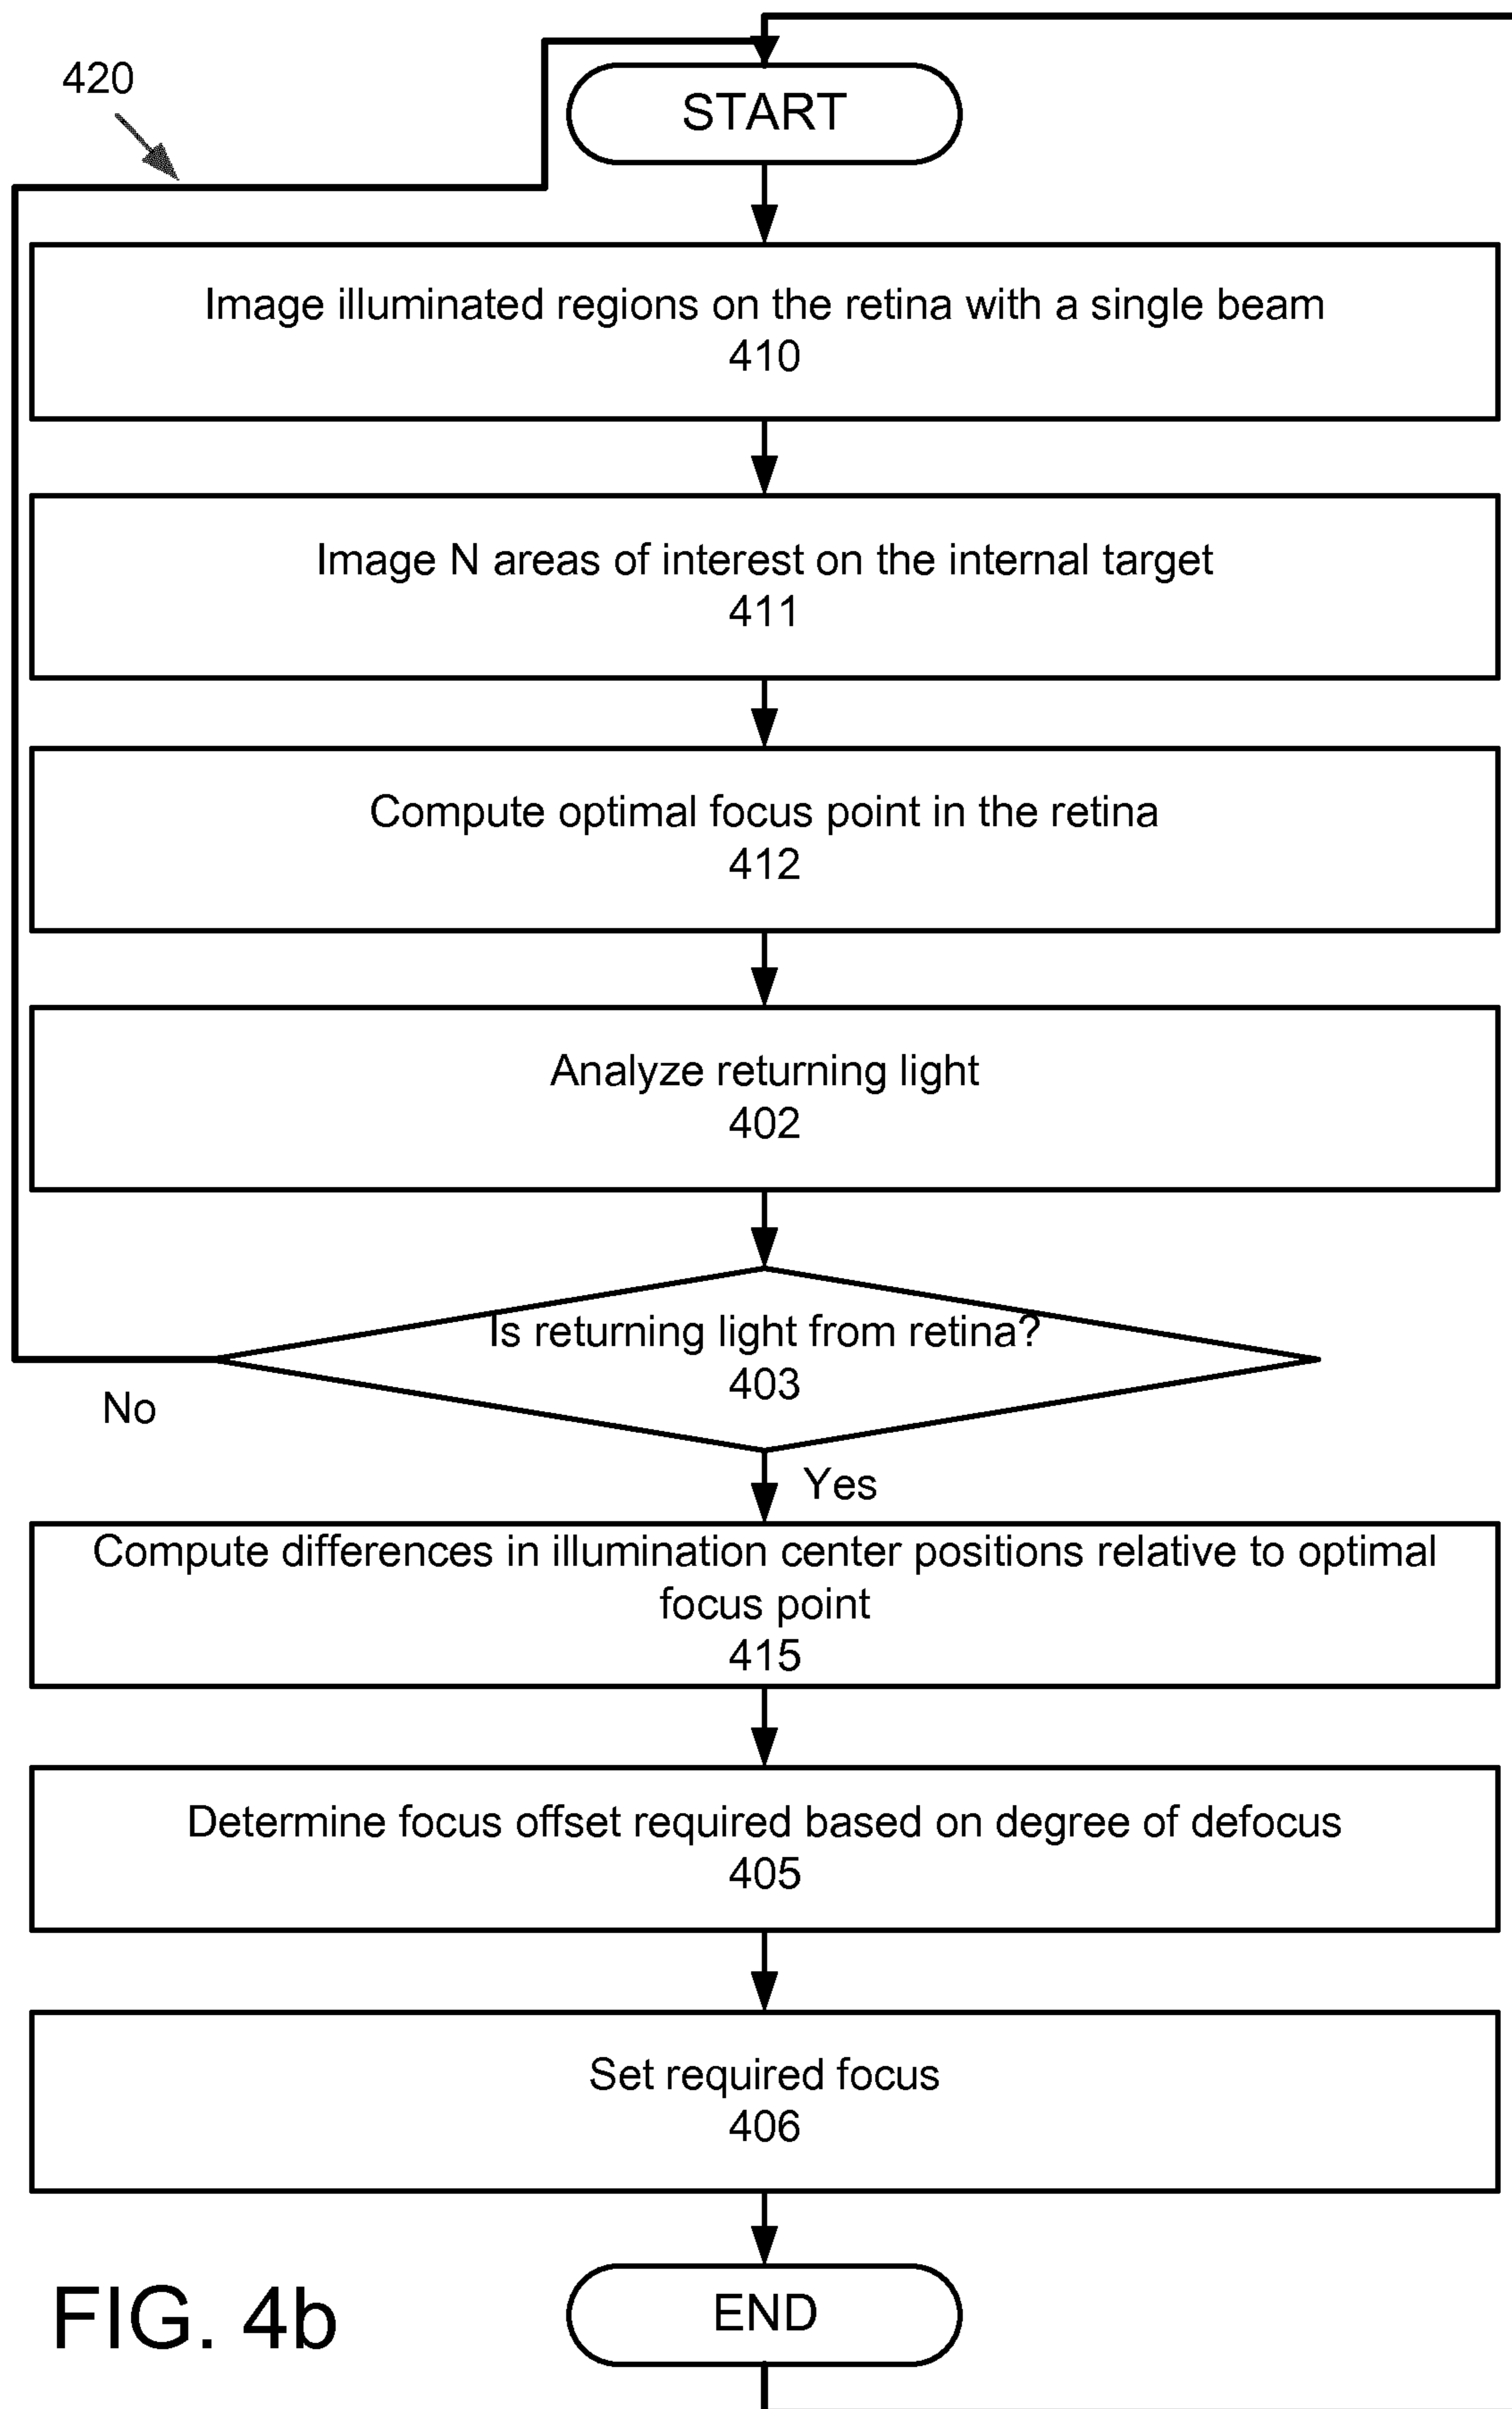 420
START
Image illuminated regions on the retina with a single beam
410
Image N areas of interest on the internal target
411
Compute optimal focus point in the retina
412
Analyze returning light
402
Is returning light from retina?
403
No
Yes
Compute differences in illumination center positions relative to optimal
focus point
415
Determine focus offset required based on degree of defocus
405
Set required focus
406
END
FIG. 4b